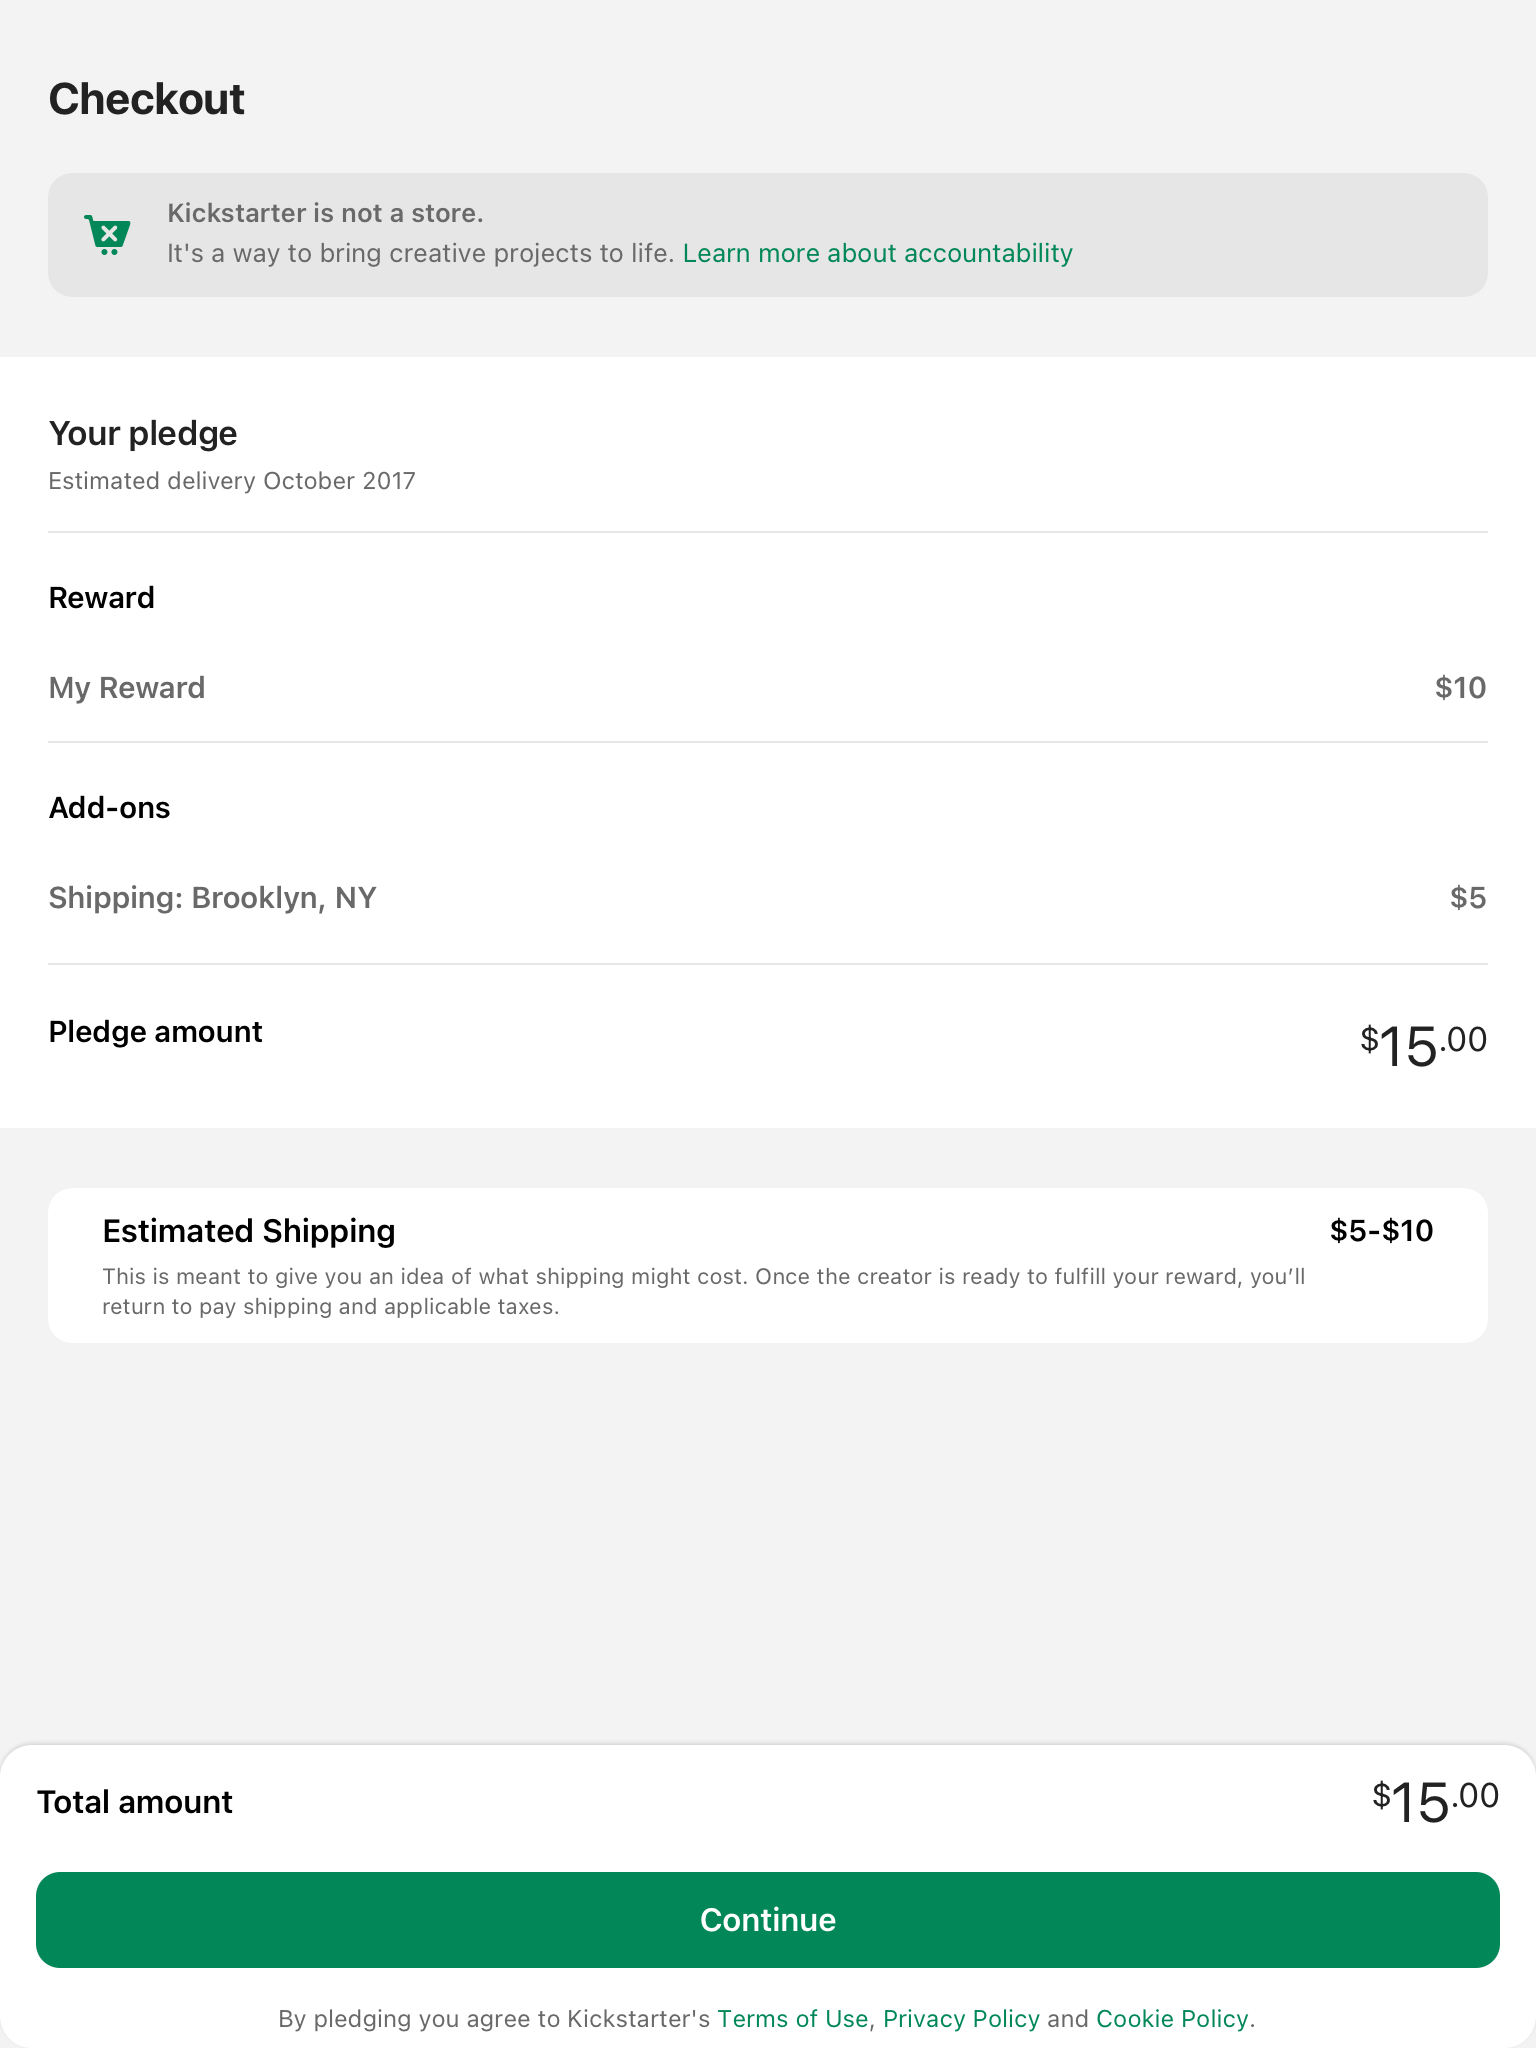 Checkout
Kickstarter is not a store.
It's a way to bring creative projects to life. Learn more about accountability
Your pledge
Estimated delivery October 2017
Reward
My Reward $10
Add-ons
Shipping: Brooklyn, NY $5
Pledge amount $15.00
Estimated Shipping $5-$10
This is meant to give you an idea of what shipping might cost. Once the creator is ready to fulfill your reward, you’ll
return to pay shipping and applicable taxes.
Total amount $15.00
Continue
By pledging you agree to Kickstarter's Terms of Use, Privacy Policy and Cookie Policy.